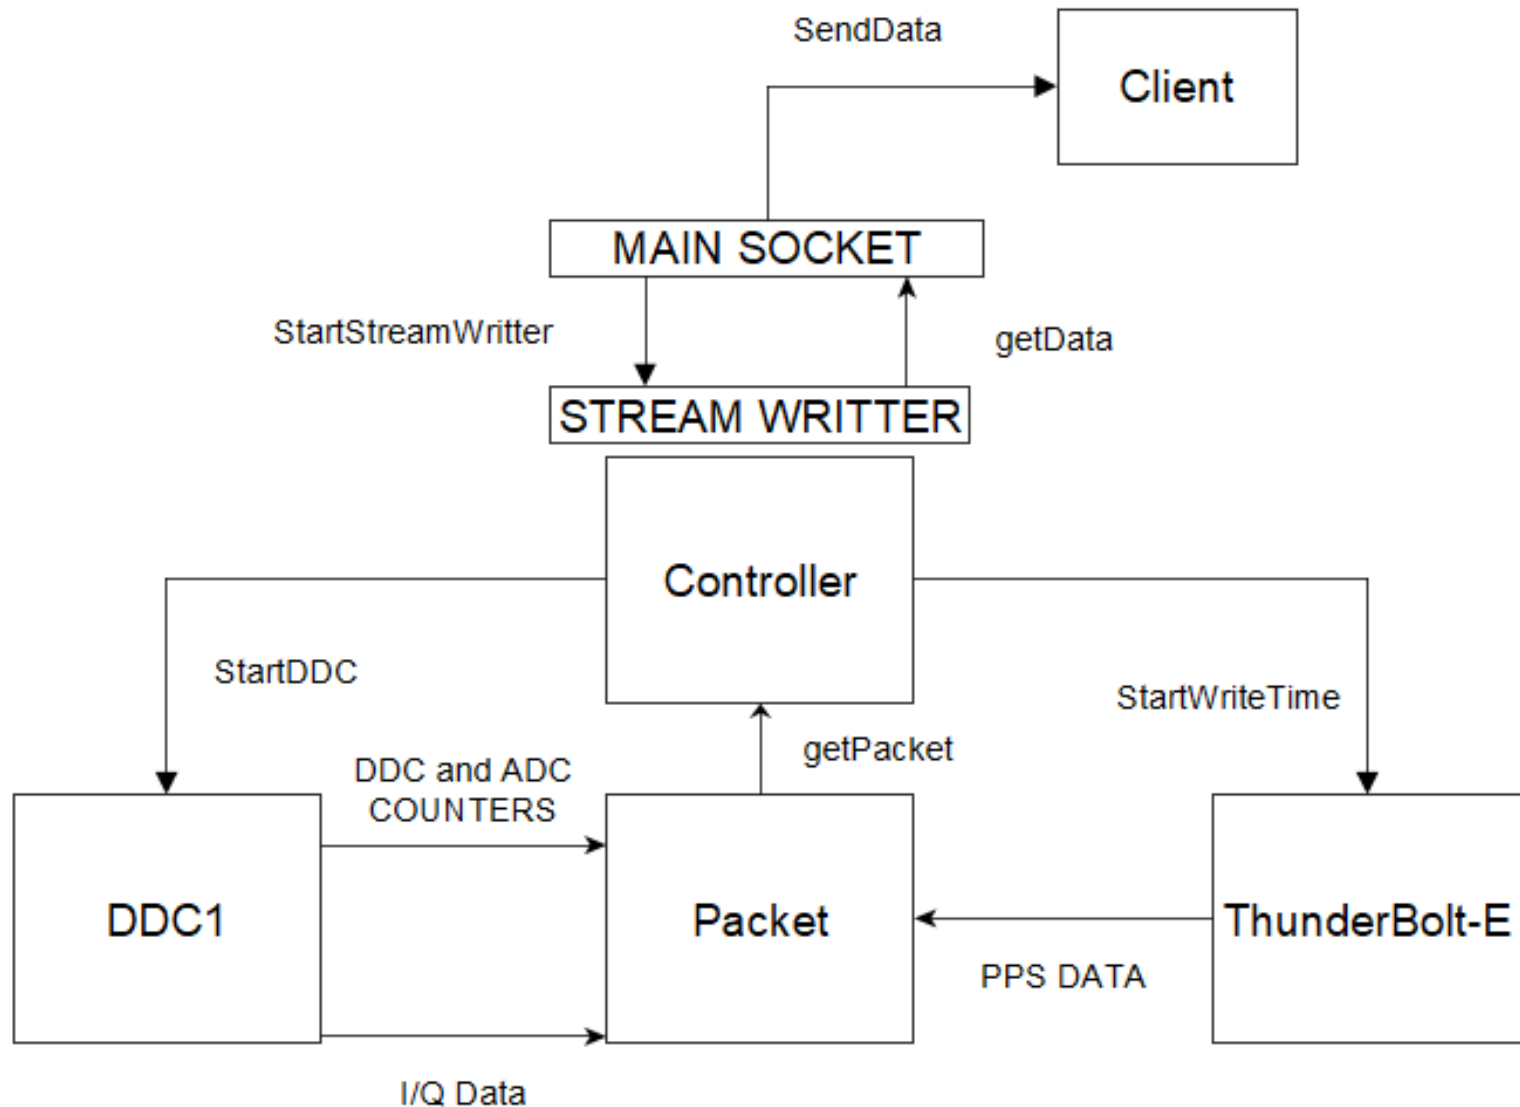 SendData
Client
MAIN SOCKET
StartStreamWritter
getData
STREAM WRITTER
Controller
StartDDC
StartWriteTime
getPacket
DDC and ADC
COUNTERS
DDC1
Packet
ThunderBolt-E
PPS DATA
I/Q Data